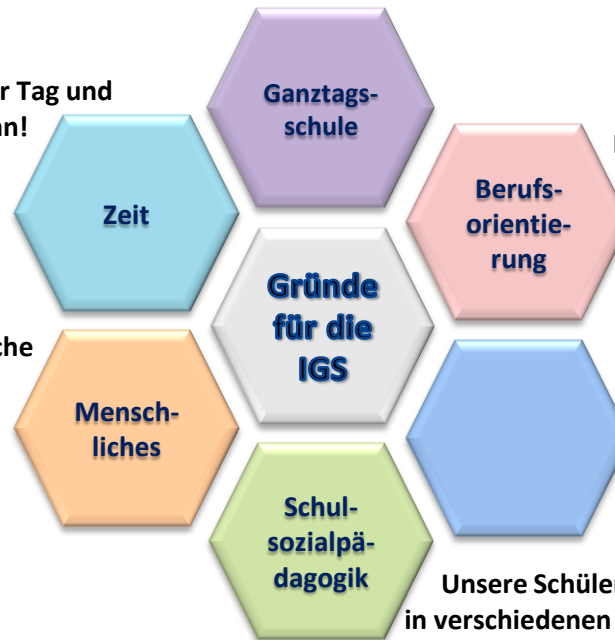 Ganztags-
schule
r Tag und
n!
Zeit
Berufs-
orientie-
rung
Gründe
für die
IGS
che
Mensch-
liches
Schul-
sozialpä-
dagogik
Unsere Schüler
in verschiedenen